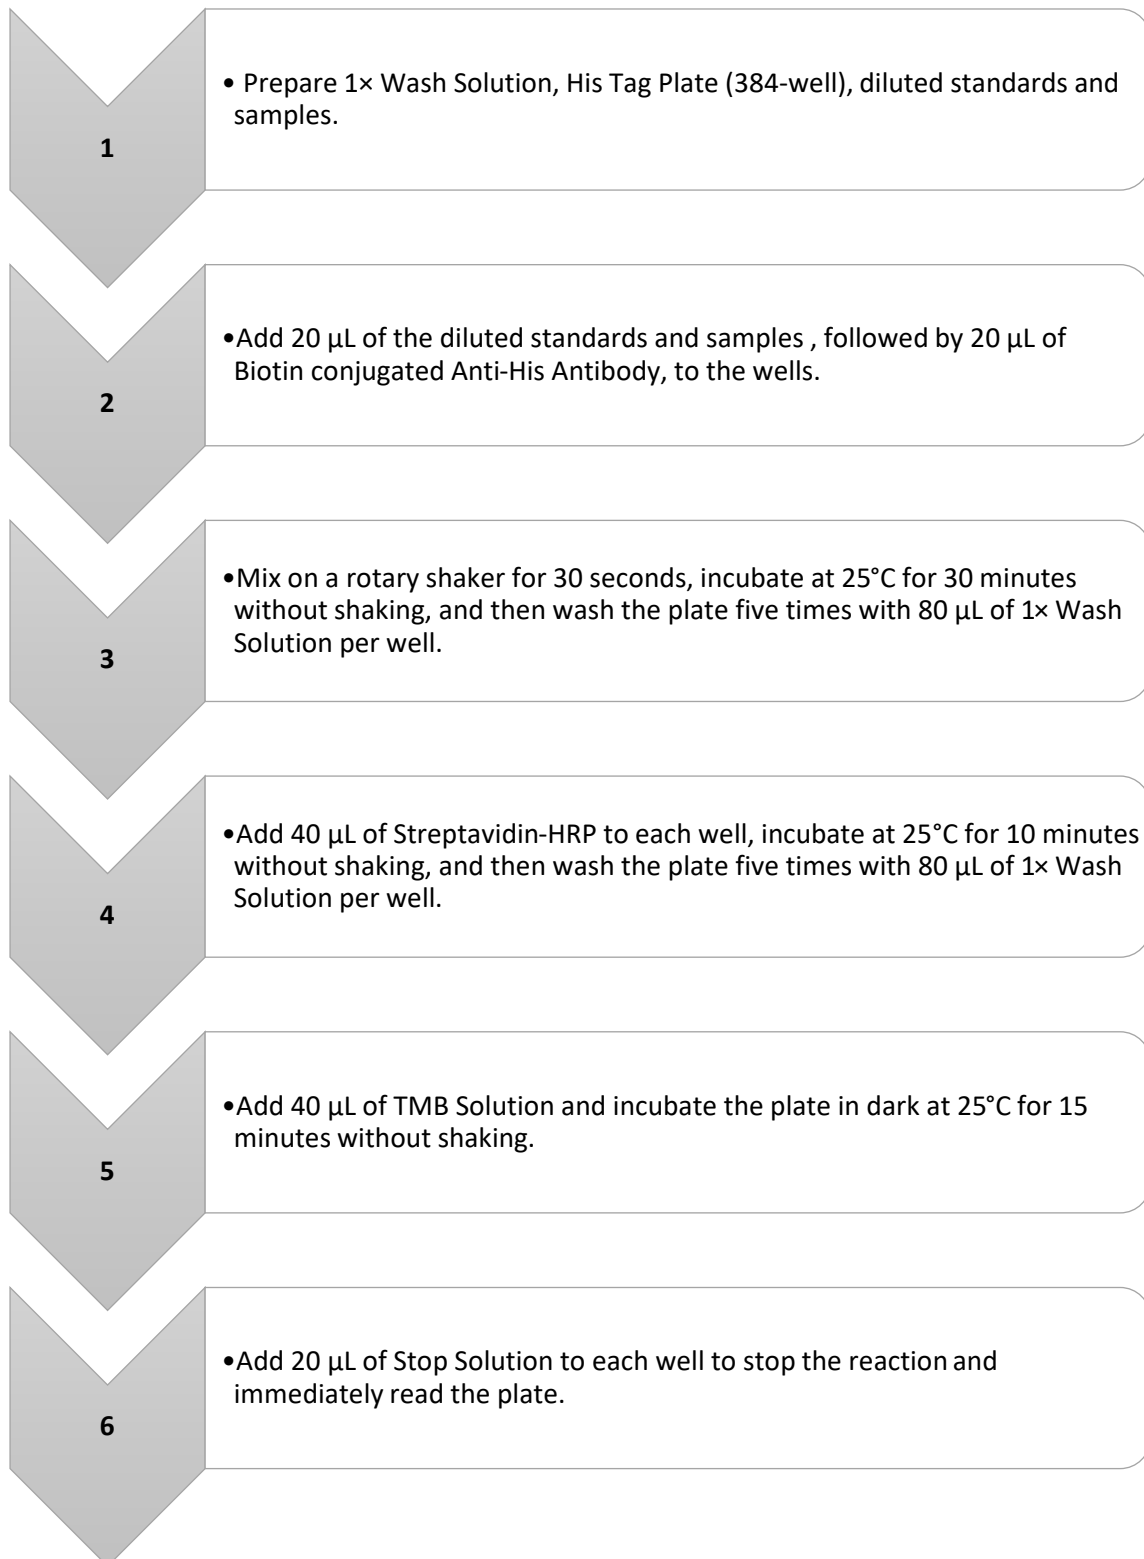 • Prepare 1× Wash Solution, His Tag Plate (384-well), diluted standards and
samples.
1
•Add 20 µL of the diluted standards and samples , followed by 20 µL of
Biotin conjugated Anti-His Antibody, to the wells.
2
•Mix on a rotary shaker for 30 seconds, incubate at 25°C for 30 minutes
without shaking, and then wash the plate five times with 80 µL of 1× Wash
Solution per well.
3
•Add 40 µL of Streptavidin-HRP to each well, incubate at 25°C for 10 minutes
without shaking, and then wash the plate five times with 80 µL of 1× Wash
Solution per well.
4
•Add 40 µL of TMB Solution and incubate the plate in dark at 25°C for 15
minutes without shaking.
5
•Add 20 µL of Stop Solution to each well to stop the reaction and
immediately read the plate.
6